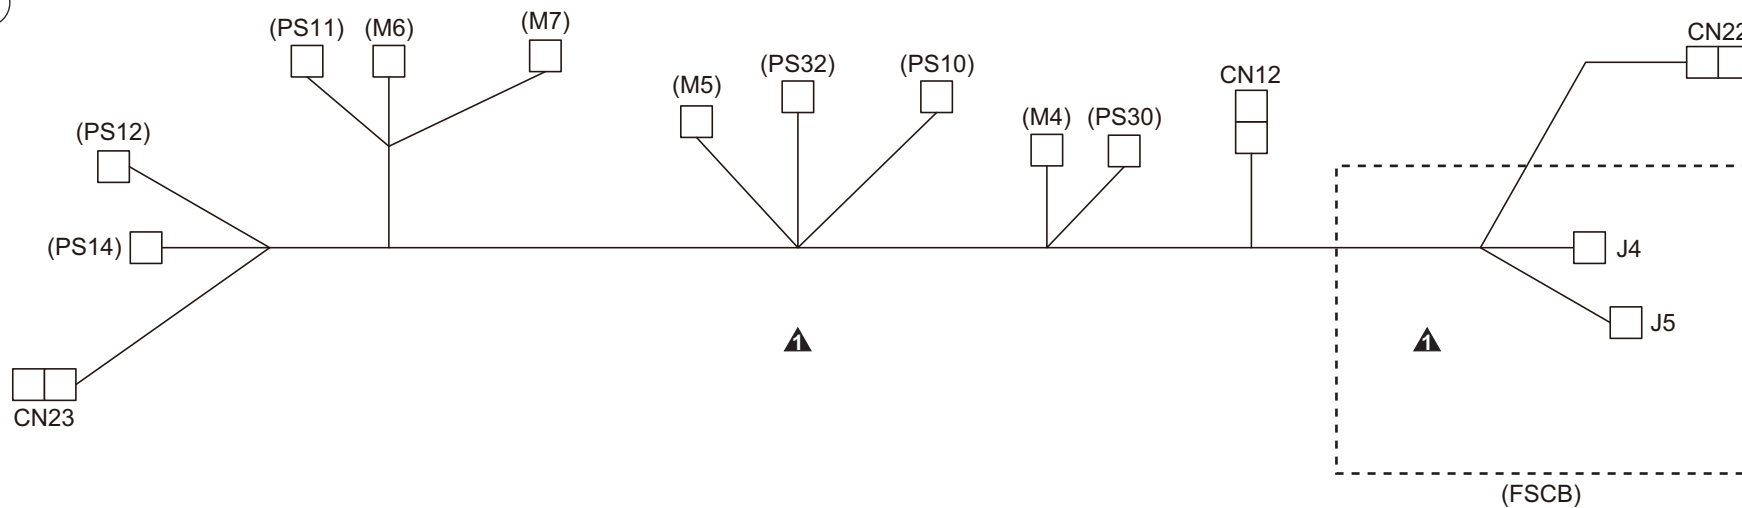 (PS11)
(M6)
(M7)
(PS32)
(PS10)
CN22
(M5)
CN12
(PS12)
(M4)
(PS30)
(PS14)
J4
J5
1
1
CN23
(FSCB)